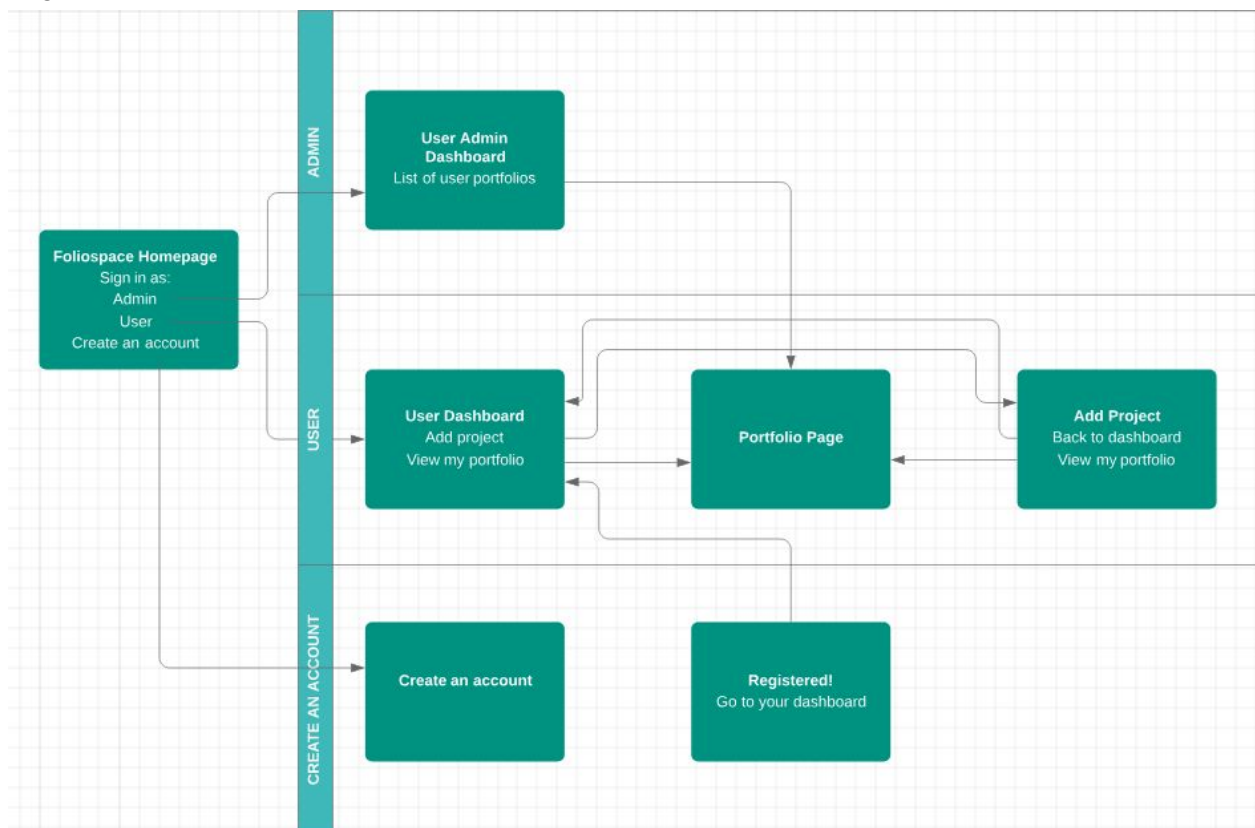 ADMIN
User Admin
Dashboard
List of user portfolios
Foliospace Homepage
Sign in as:
Admin
User
Create an account
USER
User Dashboard
Add project
View my portfolio
Portfolio Page
Add Project
Back to dashboard
View my portfolio
CREATE AN ACCOUNT
Create an account
Registered!
Go to your dashboard